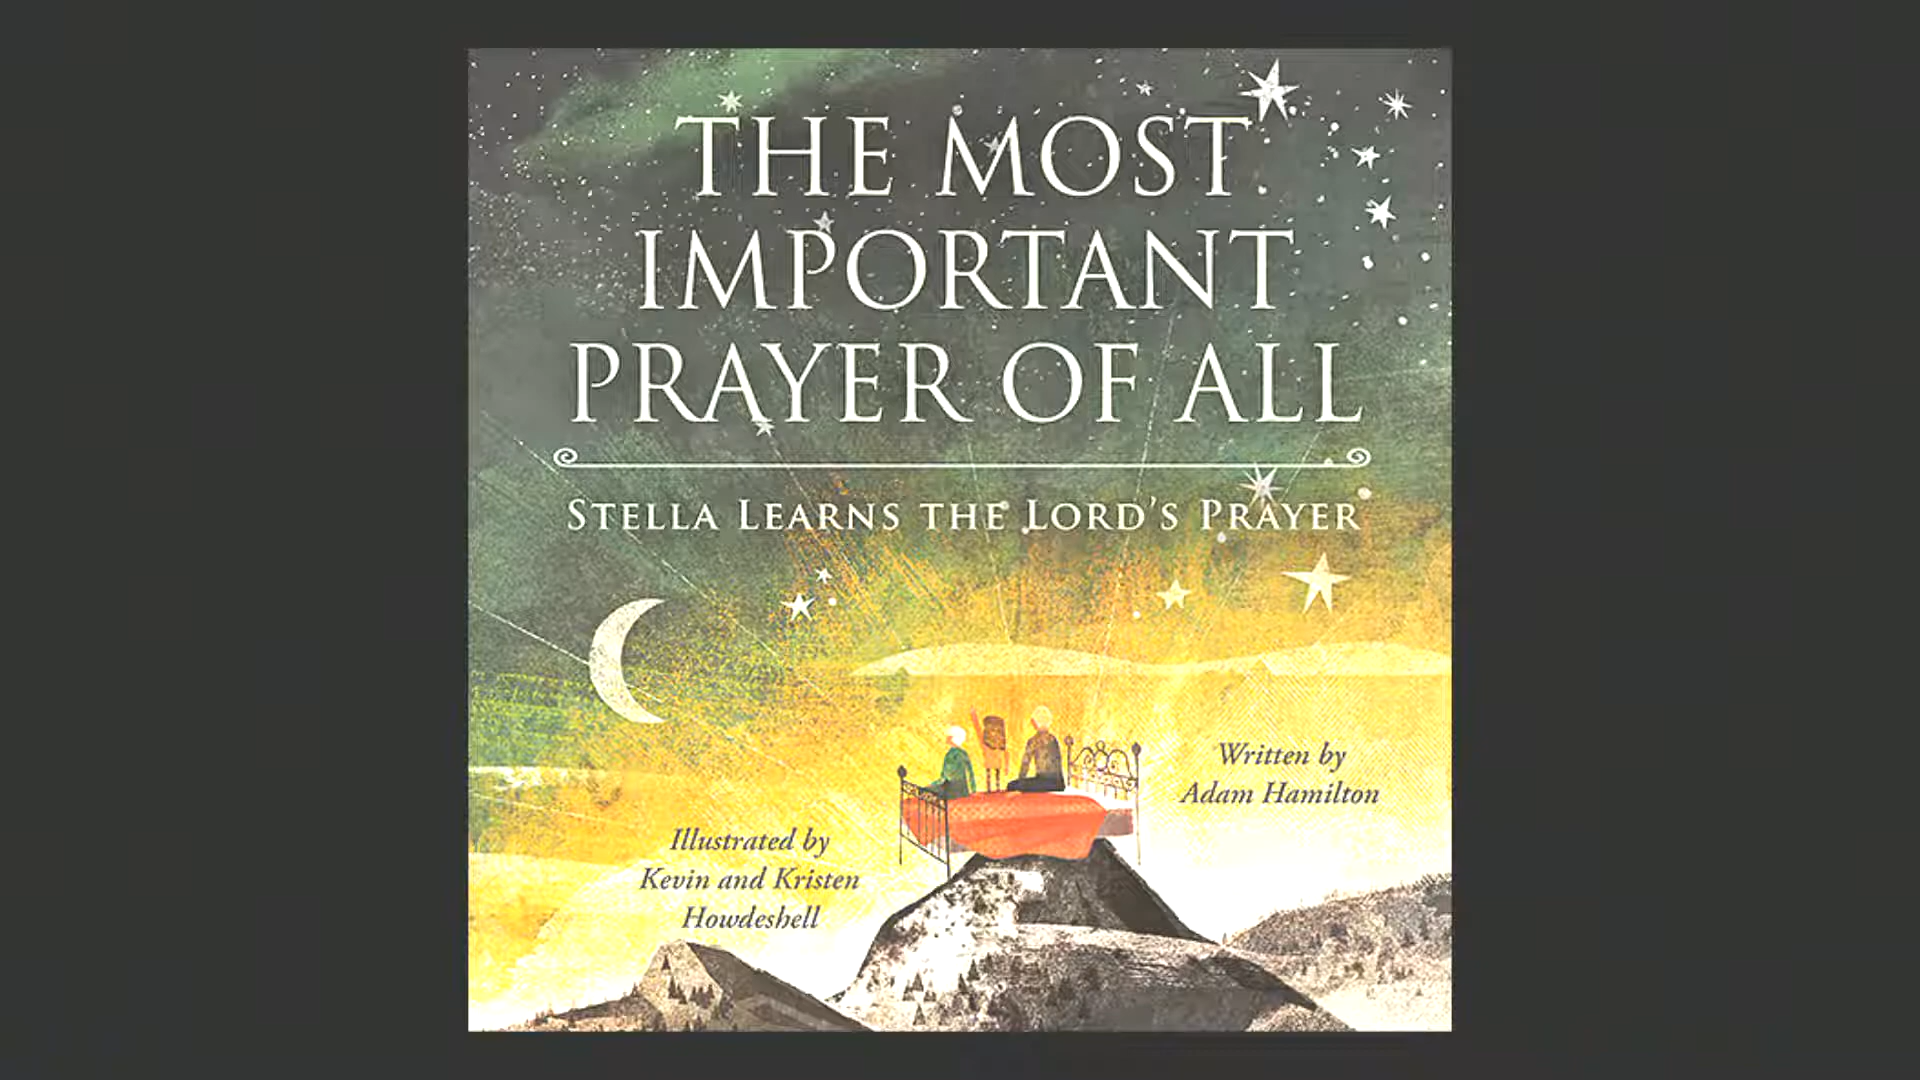 THE MOST
IMPORTANT
PRAYER OF ALL
STELLA LEARNS THE LORD'S PRAYER
Written by
Adam Hamilton
Illustrated by
Kevin and Kristen
Howdeshell